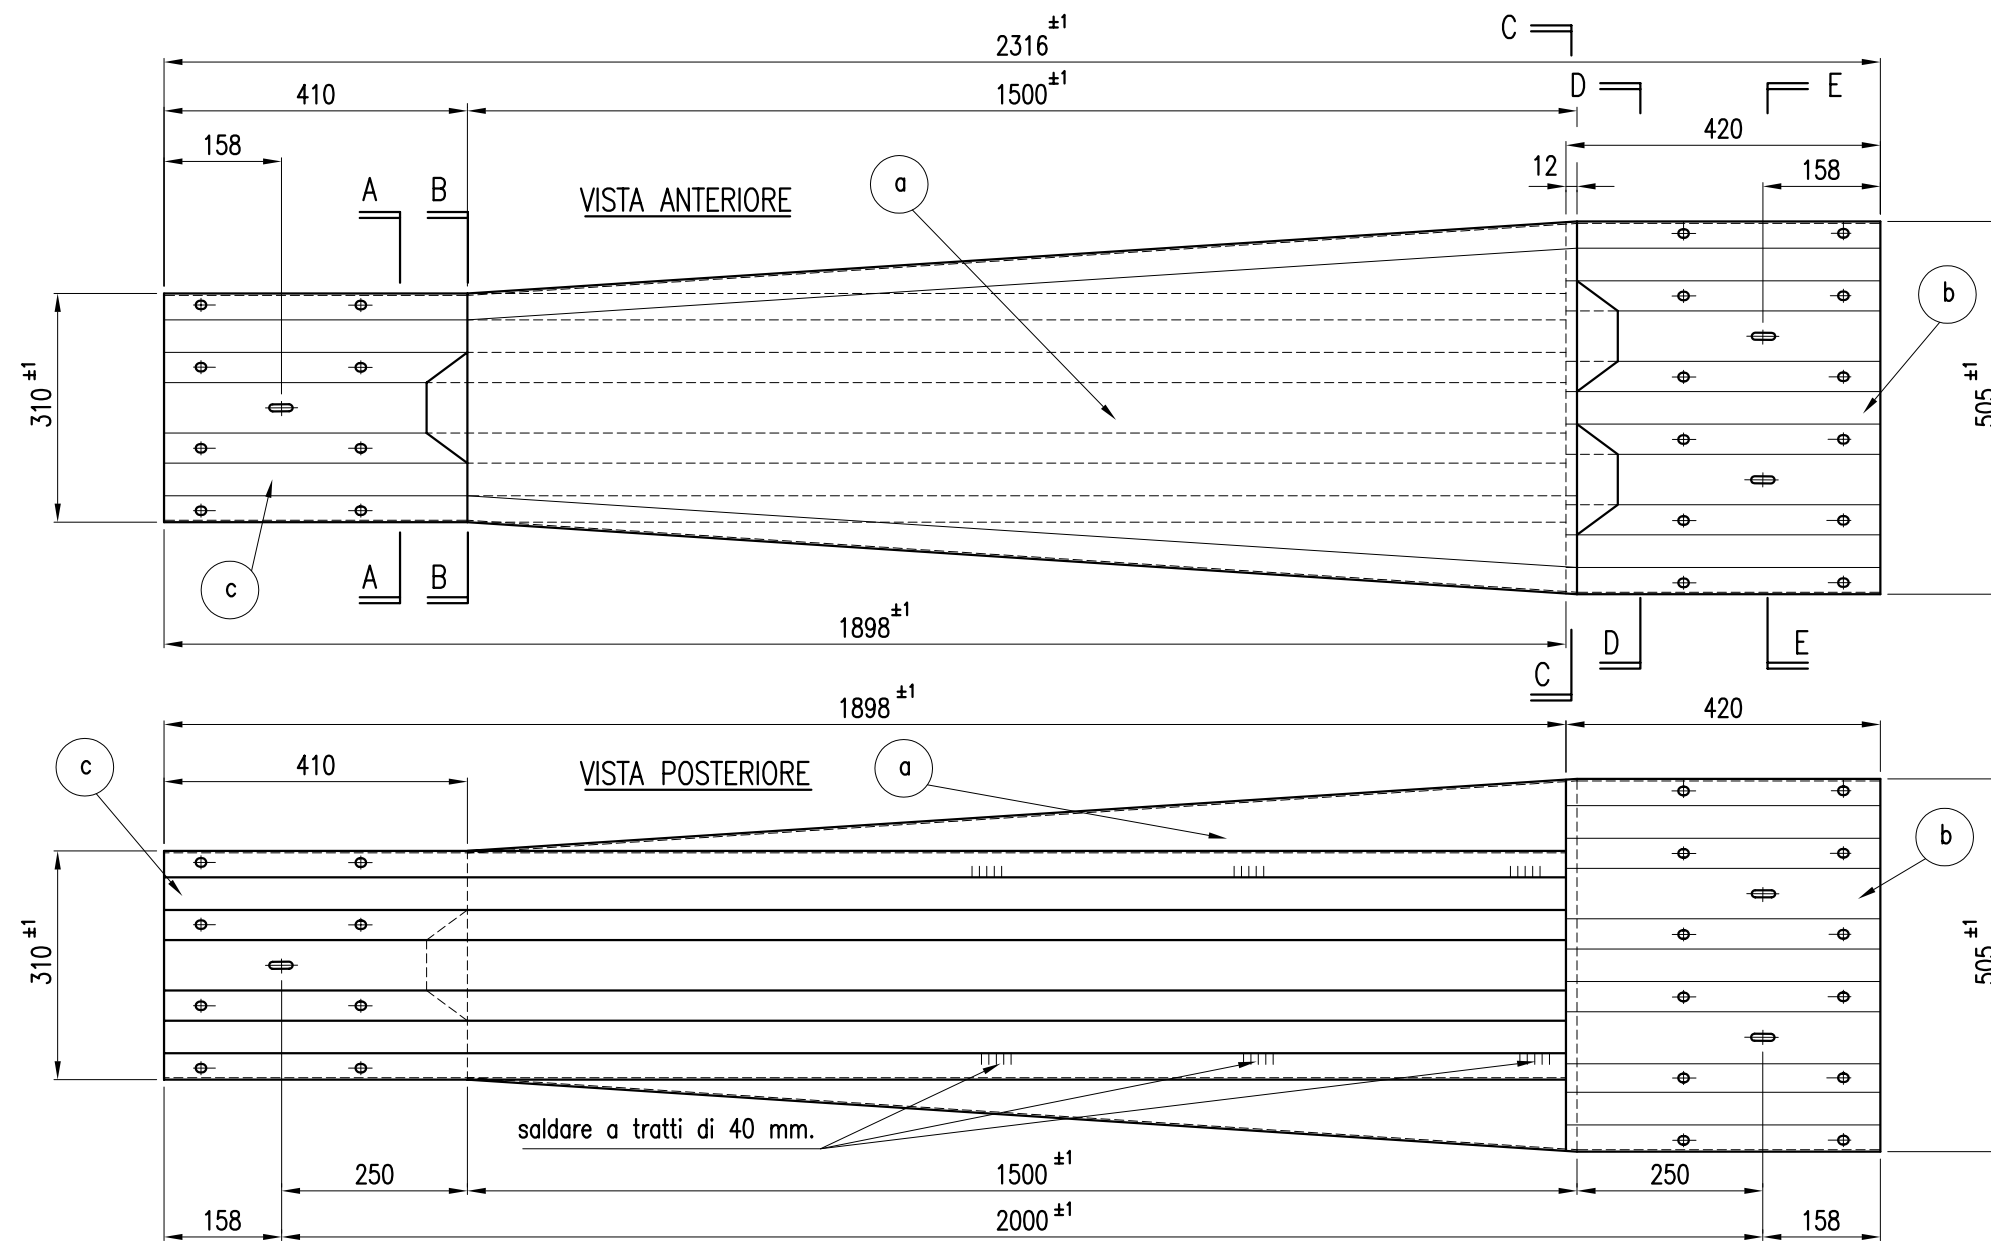 2316 ±1
C
410
1500 ±1
D
E
158
420
12
158
A
B
VISTA ANTERIORE
a
b
310 ±1
505 ±1
c
A
B
1898 ±1
D
E
C
1898 ±1
420
c
410
VISTA POSTERIORE
a
b
310 ±1
505 ±1
saldare a tratti di 40 mm.
250
1500 ±1
250
158
2000 ±1
158